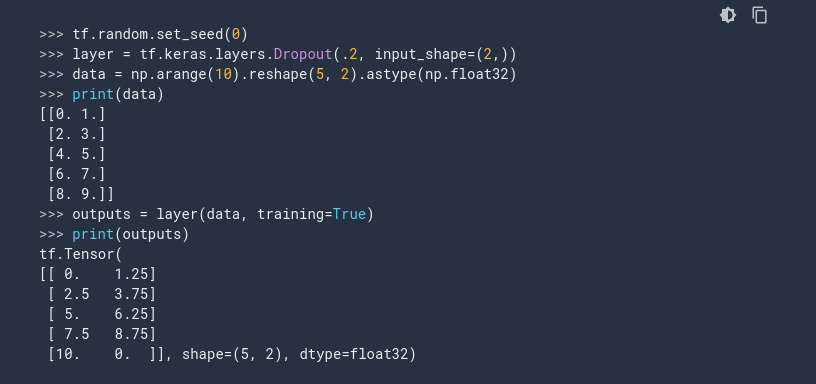 >>> tf.random.set_seed(0)
>>> layer = tf.keras.layers.Dropout(.2, input_shape=(2,))
>>> data = np.arange(10).reshape(5, 2).astype(np.float32)
>>> print(data)
[[0. 1.]
 [2. 3.]
 [4. 5.]
 [6. 7.]
 [8. 9.]]
>>> outputs = layer(data, training=True)
>>> print(outputs)
tf.Tensor(
[[ 0.    1.25]
 [ 2.5   3.75]
 [ 5.    6.25]
 [ 7.5   8.75]
 [10.    0.  ]], shape=(5, 2), dtype=float32)